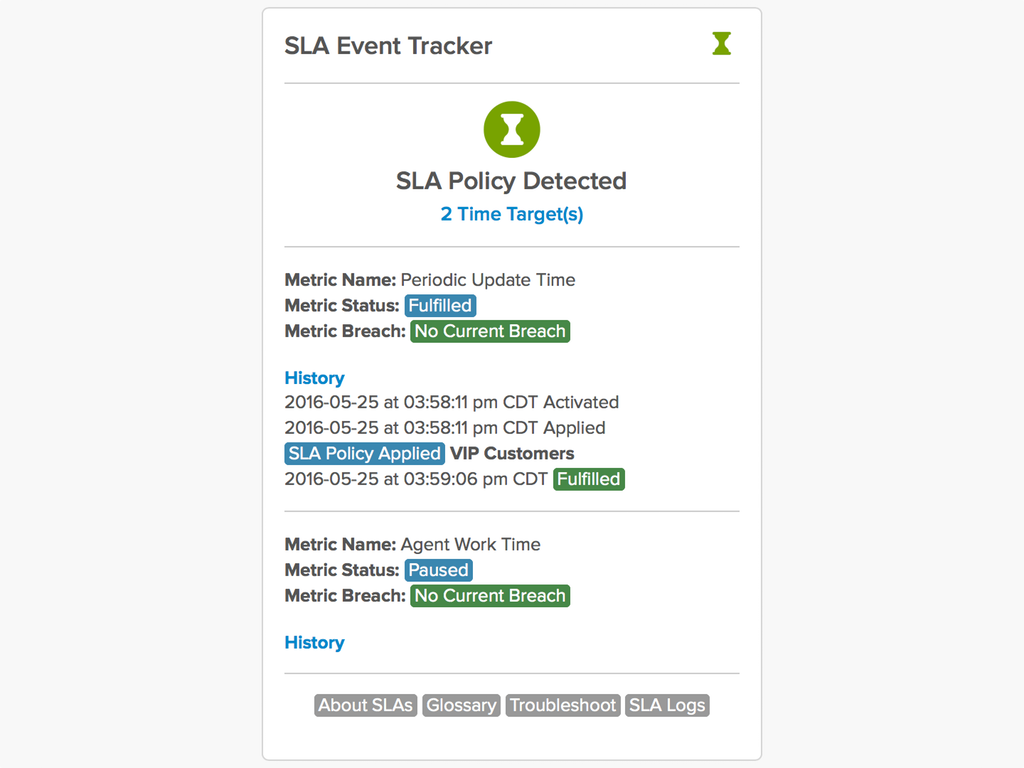 SLA Event Tracker
SLA Policy Detected
2 Time Target(s)
Metric Name: Periodic Update Time
Metric Status: Fulfilled
Metric Breach: No Current Breach
History
2016-05-25 at 03:58:11 pm CDT Activated
2016-05-25 at 03:58:11 pm CDT Applied
SLA Policy Applied VIP Customers
2016-05-25 at 03:59:06 pm CDT Fulfilled
Metric Name: Agent Work Time
Metric Status: Paused
Metric Breach: No Current Breach
History
About SLAs Glossary Troubleshoot SLA Logs